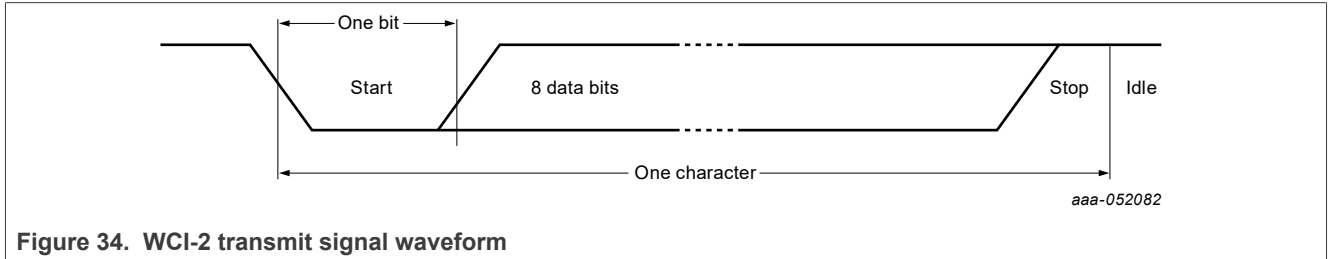 One bit
Start
8 data bits
Stop
Idle
One character
aaa-052082
Figure 34. WCI-2 transmit signal waveform